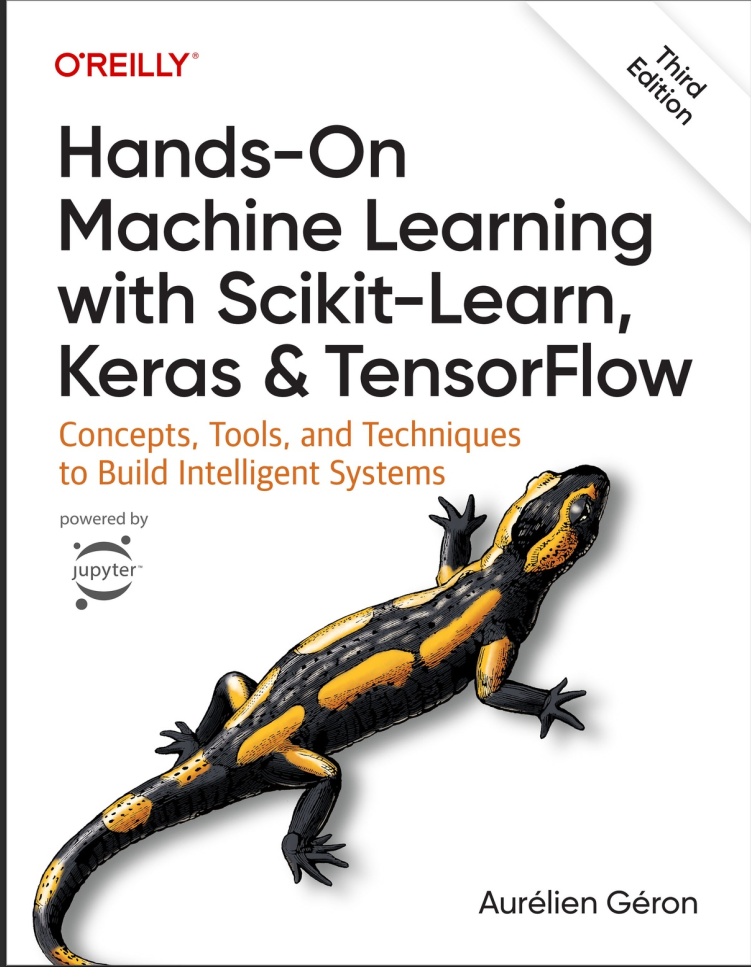 O'REILLY®
Third
Edition
Hands-On
Machine Learning
with Scikit-Learn,
Keras & TensorFlow
Concepts, Tools, and Techniques
to Build Intelligent Systems
powered by
jupyter™
Aurélien Géron